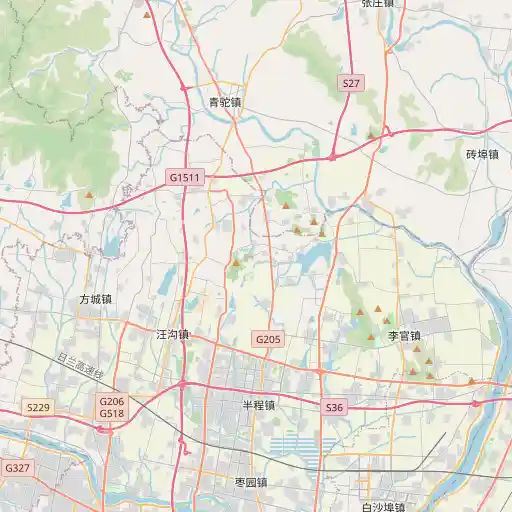 张庄镇
S27
青驼镇
砖埠镇
G1511
方城镇
汪沟镇
李官镇
G205
日兰高速线
G206
G518
S229
半程镇
S36
G327
枣园镇
白沙埠镇